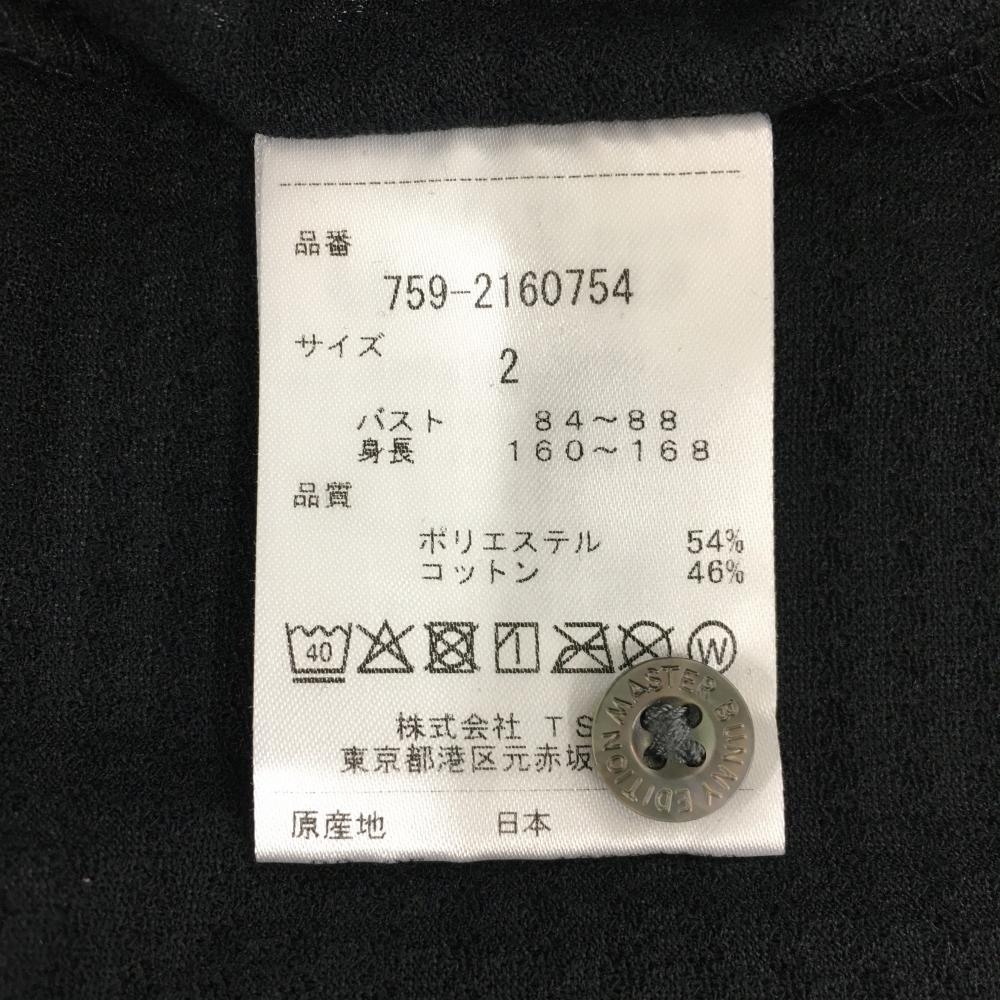 品番
759-2160754
サイズ
2
バスト 84～88
身長 160～168
品質
ポリエステル 54%
コットン 46%
40
W
株式会社 TS
東京都港区元赤坂
原産地 日本
MASTER BUNNY EDITION